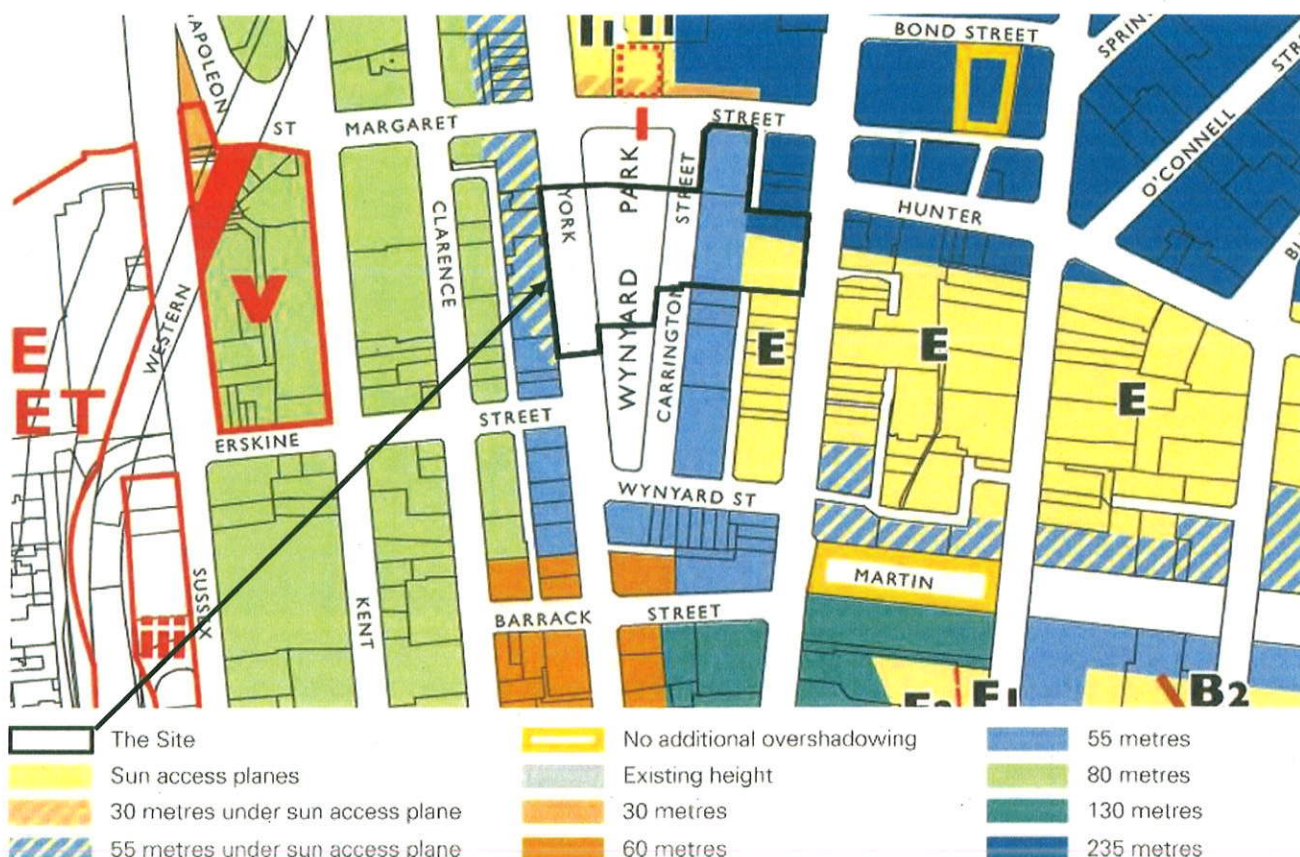 BOND STREET
SPRIN
STR
APOLEON
ST
MARGARET
STREET
O'CONNELL
HUNTER
YORK
WYNYARD PARK
STREET
CARRINGTON
CLARENCE
WESTERN
V
E
E
E
E
ET
ERSKINE
STREET
WYNYARD ST
SUSSEX
KENT
iii
MARTIN
BARRACK
STREET
E1
B2
The Site
Sun access planes
30 metres under sun access plane
55 metres under sun access plane
No additional overshadowing
Existing height
30 metres
60 metres
55 metres
80 metres
130 metres
235 metres